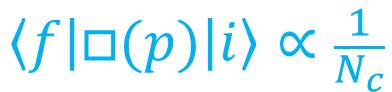 ⟨f|□(p)|i⟩ ∝ 1/N_c